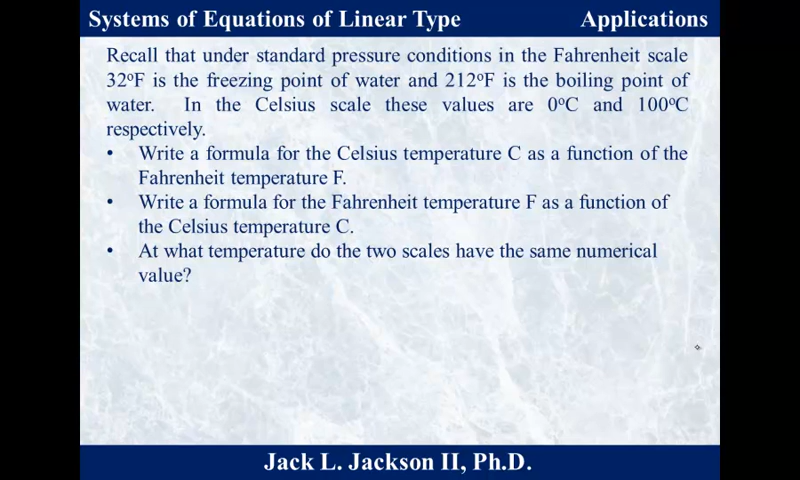 Systems of Equations of Linear Type Applications
Recall that under standard pressure conditions in the Fahrenheit scale
32ºF is the freezing point of water and 212ºF is the boiling point of
water. In the Celsius scale these values are 0ºC and 100ºC
respectively.
• Write a formula for the Celsius temperature C as a function of the
Fahrenheit temperature F.
• Write a formula for the Fahrenheit temperature F as a function of
the Celsius temperature C.
• At what temperature do the two scales have the same numerical
value?
Jack L. Jackson II, Ph.D.